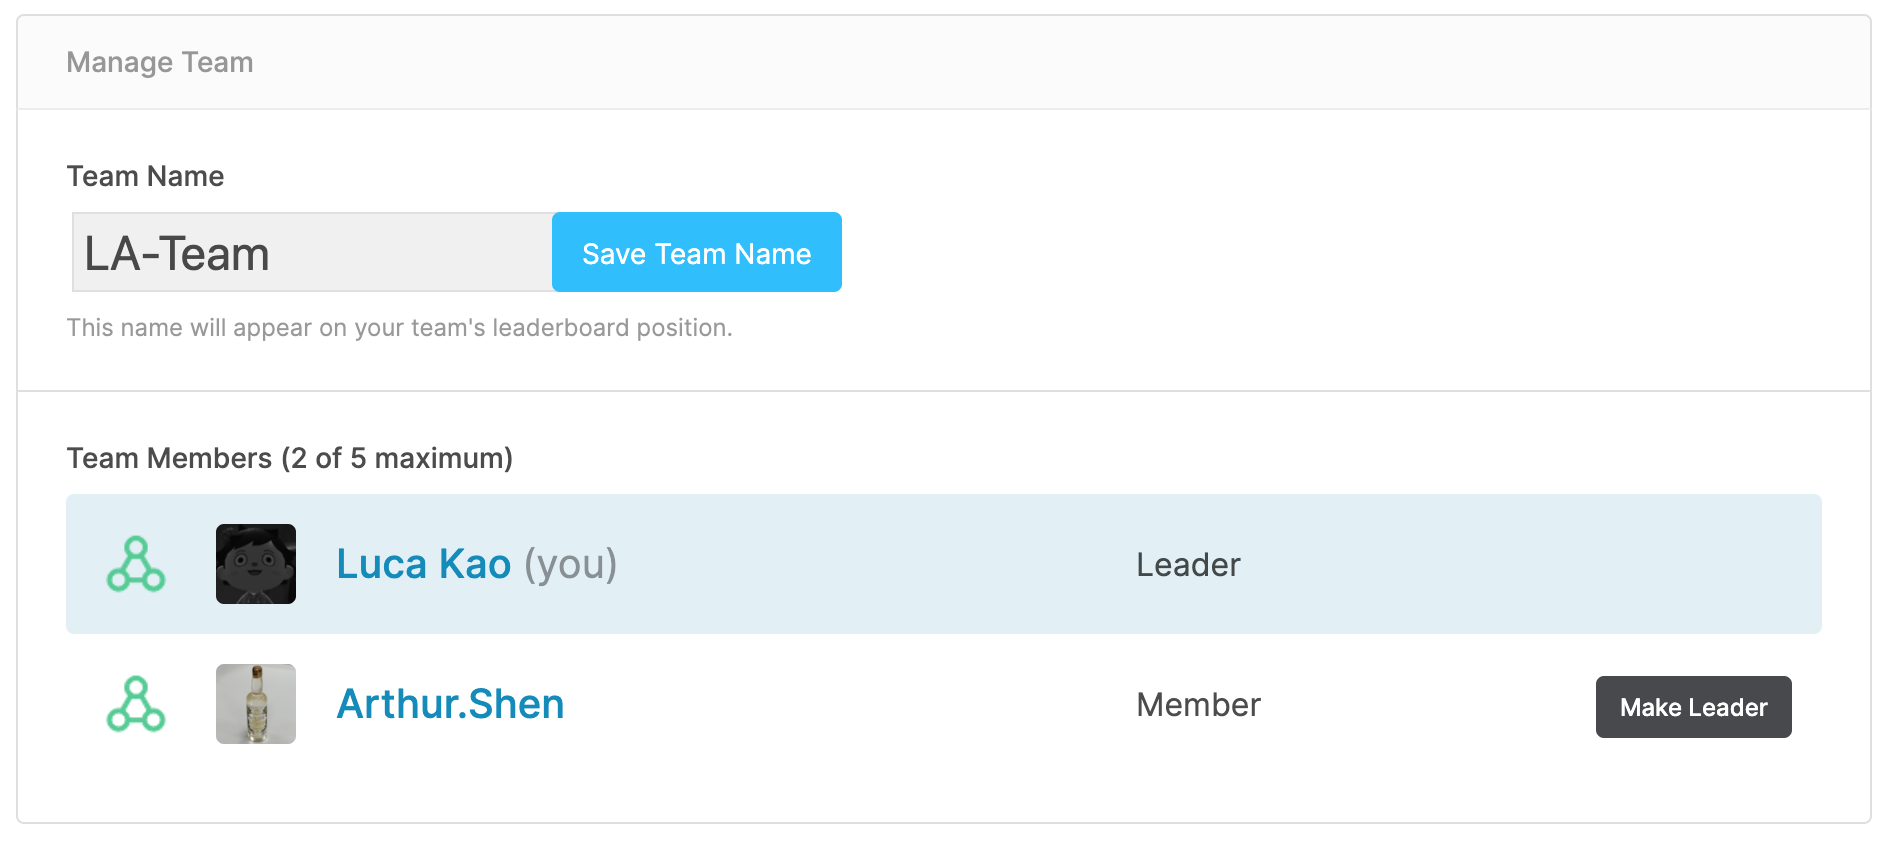 Manage Team
Team Name
LA-Team
Save Team Name
This name will appear on your team's leaderboard position.
Team Members (2 of 5 maximum)
Luca Kao (you)
Leader
Arthur.Shen
Member
Make Leader